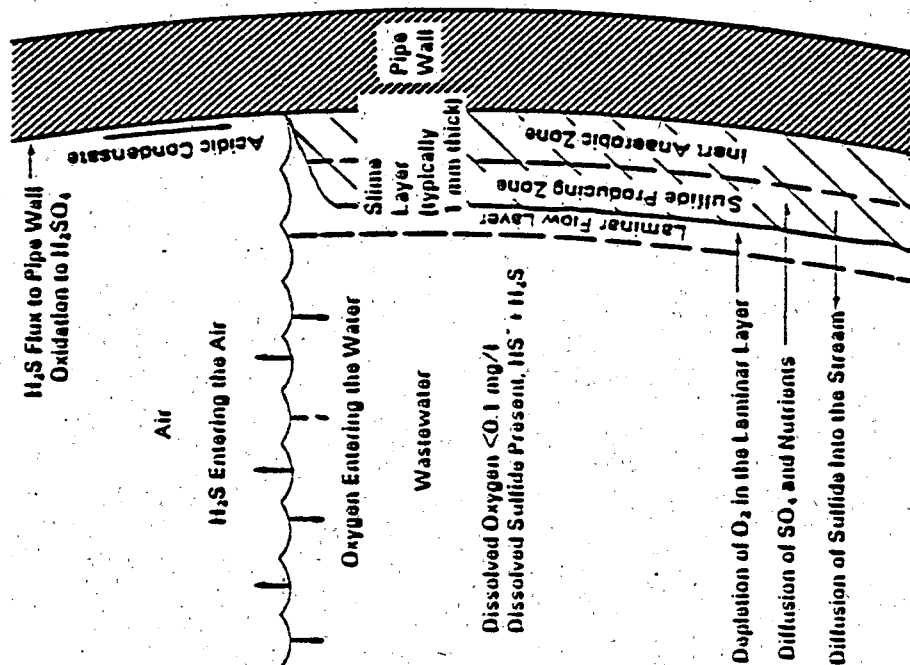 H₂S Flux to Pipe Wall
Oxidation to H₂SO₄
Acidic Condensate
Pipe
Wall
Air
H₂S Entering the Air
Oxygen Entering the Water
Slime
Layer
(typically
1 mm thick)
Laminar Flow Layer
Sulfide Producing Zone
Inert Anaerobic Zone
Wastewater
Dissolved Oxygen <0.1 mg/l
Dissolved Sulfide Present, HS⁻ + H₂S
Depletion of O₂ in the Laminar Layer
Diffusion of SO₄ and Nutrients
Diffusion of Sulfide Into the Stream